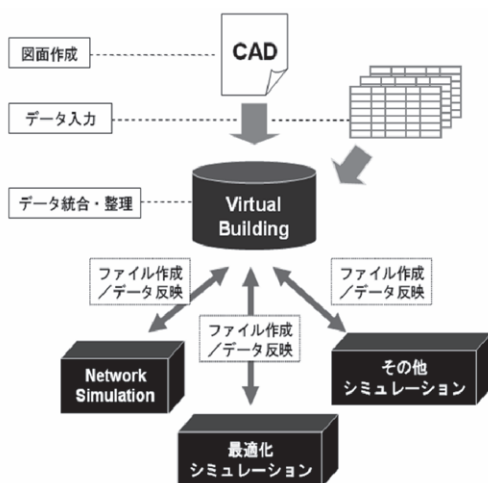 CAD
図面作成
データ入力
データ統合・整理
Virtual
Building
ファイル作成
／データ反映
ファイル作成
／データ反映
ファイル作成
／データ反映
Network
Simulation
その他
シミュレーション
最適化
シミュレーション